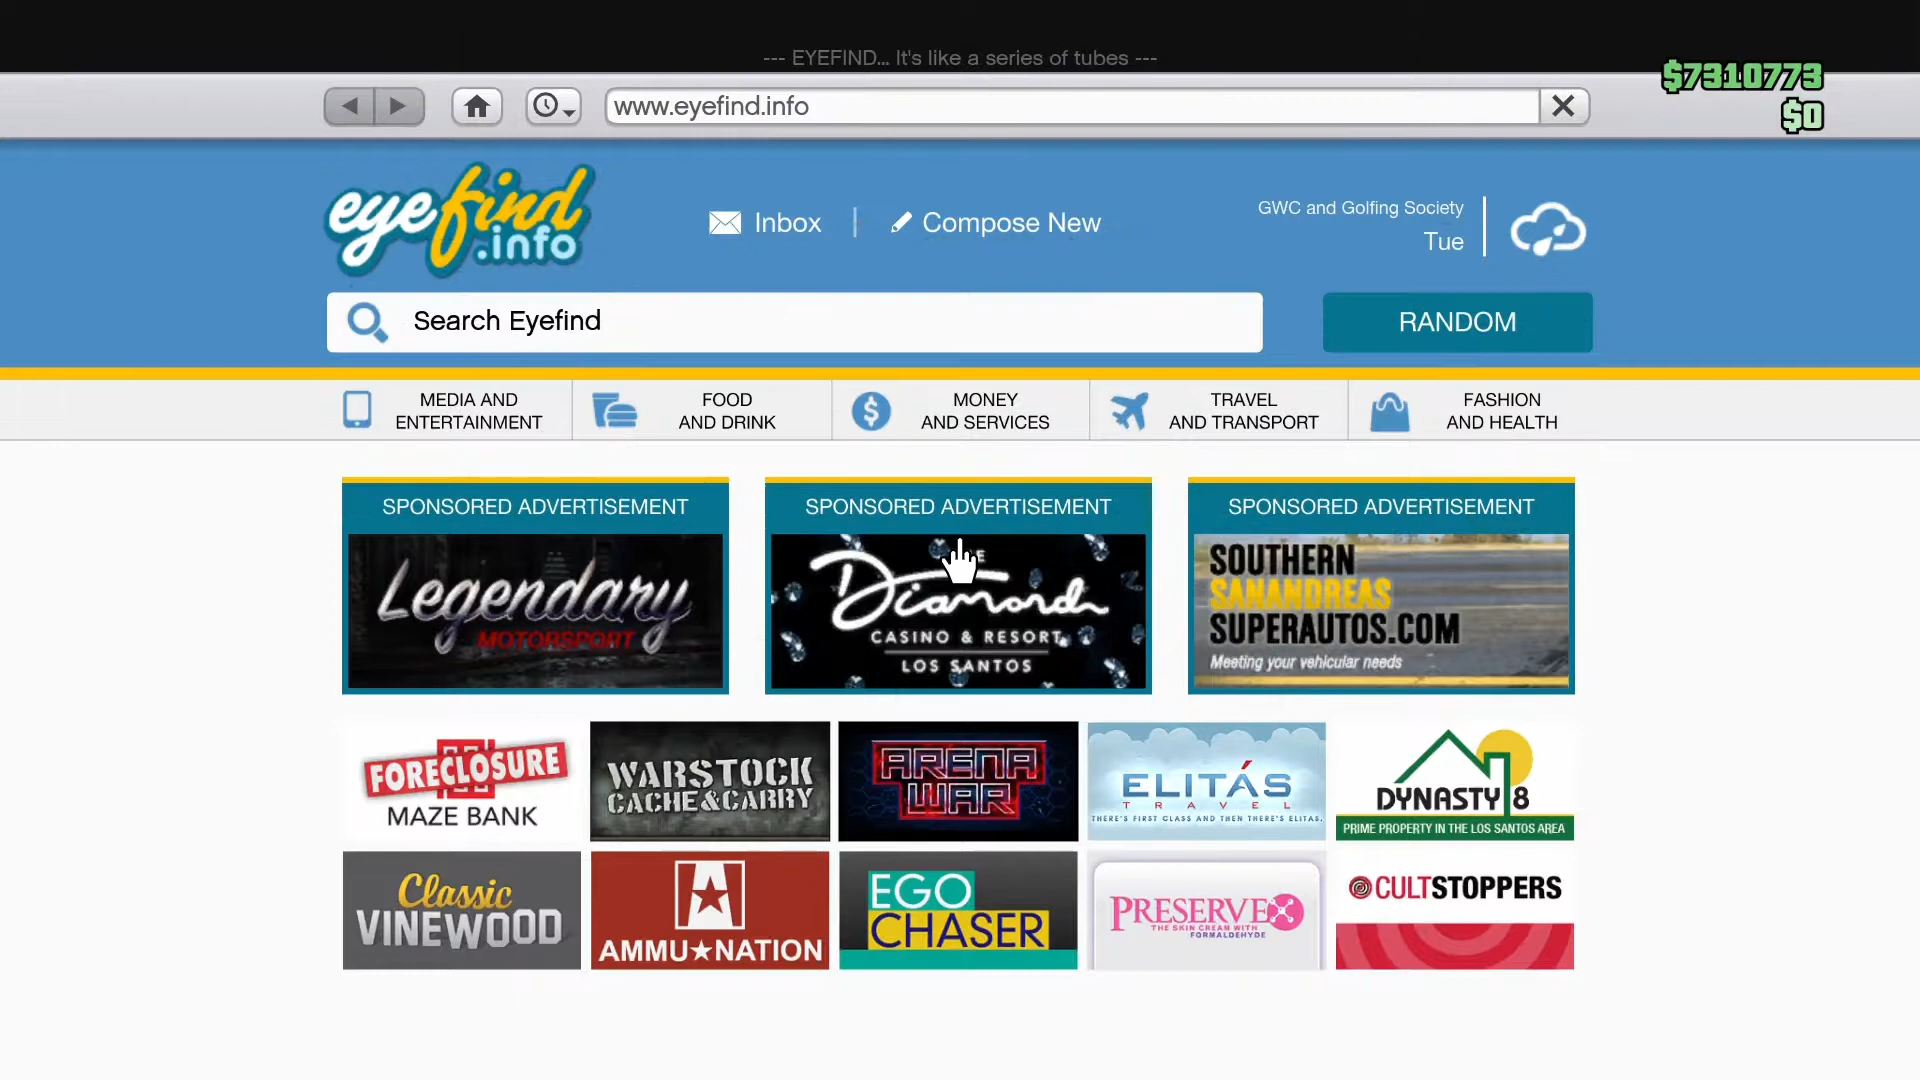 --- EYEFIND... It's like a series of tubes ---
$7310773
www.eyefind.info
$0
eyefind
.info
Inbox
Compose New
GWC and Golfing Society
Tue
Search Eyefind
RANDOM
MEDIA AND
ENTERTAINMENT
FOOD
AND DRINK
MONEY
AND SERVICES
TRAVEL
AND TRANSPORT
FASHION
AND HEALTH
SPONSORED ADVERTISEMENT
Legendary
MOTORSPORT
SPONSORED ADVERTISEMENT
Diamond
CASINO & RESORT
LOS SANTOS
SPONSORED ADVERTISEMENT
SOUTHERN
SANANDREAS
SUPERAUTOS.COM
Meeting your vehicular needs
FORECLOSURE
MAZE BANK
WARSTOCK
CACHE&CARRY
ARENA
WAR
ELITÁS
TRAVEL
THERE'S FIRST CLASS AND THEN THERE'S ELITAS.
DYNASTY 8
PRIME PROPERTY IN THE LOS SANTOS AREA
Classic
VINEWOOD
AMMU★NATION
EGO
CHASER
PRESERVEX
THE SKIN CREAM WITH
FORMALDEHYDE
CULTSTOPPERS